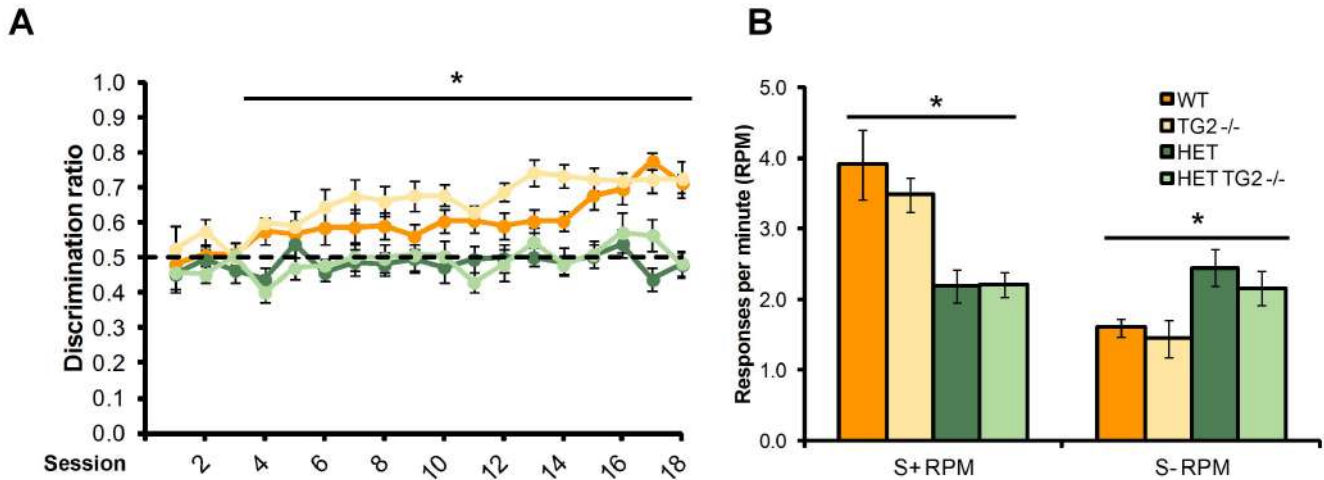 A
*
1.0
0.9
0.8
0.7
0.6
0.5
0.4
0.3
0.2
0.1
0.0
Discrimination ratio
Session
2 4 6 8 10 12 14 16 18
B
5.0
4.0
3.0
2.0
1.0
0.0
Responses per minute (RPM)
*
*
WT
TG2 -/-
HET
HET TG2 -/-
S+ RPM
S- RPM